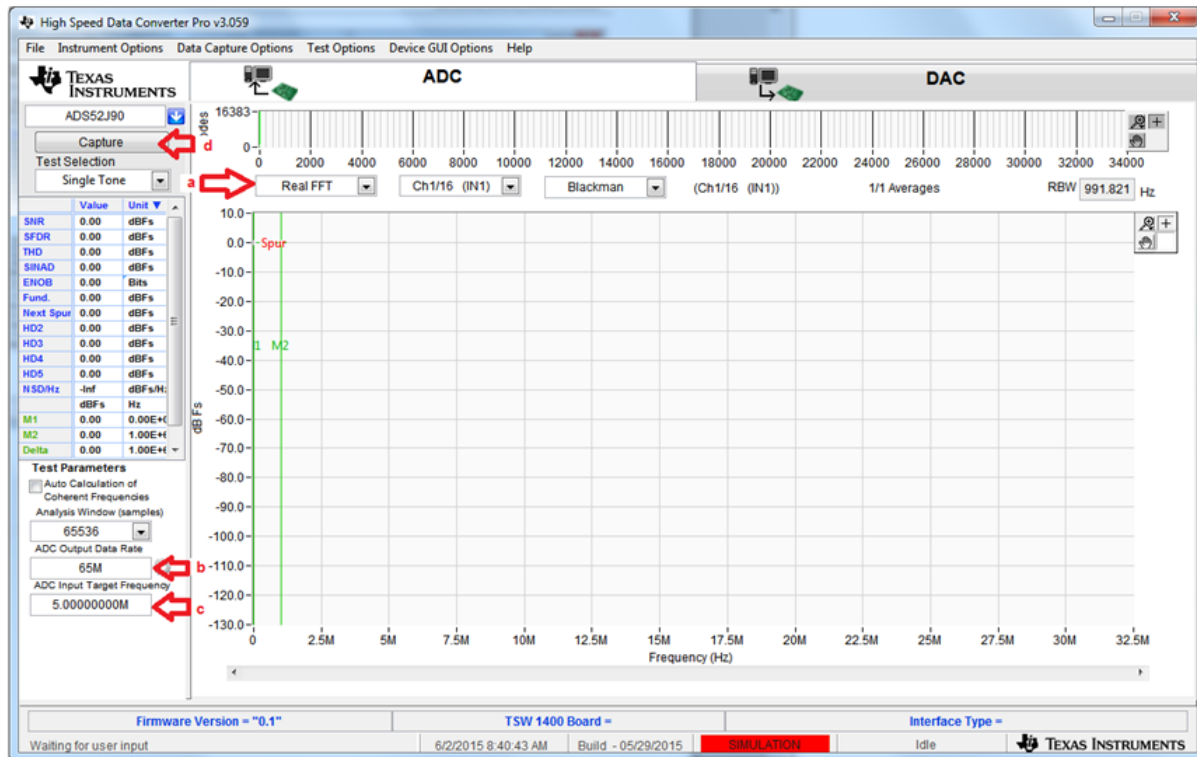 High Speed Data Converter Pro v3.059
File Instrument Options Data Capture Options Test Options Device GUI Options Help
TEXAS INSTRUMENTS
ADC
DAC
ADS52J90
Capture
d
Test Selection
Single Tone
16383
0
0 2000 4000 6000 8000 10000 12000 14000 16000 18000 20000 22000 24000 26000 28000 30000 32000 34000
a
Real FFT
Ch1/16 (IN1)
Blackman
(Ch1/16 (IN1))
1/1 Averages
RBW 991.821 Hz
Value Unit
SNR 0.00 dBFs
SFDR 0.00 dBFs
THD 0.00 dBFs
SINAD 0.00 dBFs
ENOB 0.00 Bits
Fund. 0.00 dBFs
Next Spur 0.00 dBFs
HD2 0.00 dBFs
HD3 0.00 dBFs
HD4 0.00 dBFs
HD5 0.00 dBFs
NSD/Hz -Inf dBFs/H
dBFs Hz
M1 0.00 0.00E+
M2 0.00 1.00E+
Delta 0.00 1.00E+
Test Parameters
Auto Calculation of
Coherent Frequencies
Analysis Window (samples)
65536
ADC Output Data Rate
65M
b
ADC Input Target Frequency
5.00000000M
c
10.0
0.0
-10.0
-20.0
-30.0
-40.0
-50.0
-60.0
-70.0
-80.0
-90.0
-100.0
-110.0
-120.0
-130.0
dBFs
Spur
1 M2
0 2.5M 5M 7.5M 10M 12.5M 15M 17.5M 20M 22.5M 25M 27.5M 30M 32.5M
Frequency (Hz)
Firmware Version = "0.1"
TSW 1400 Board =
Interface Type =
Waiting for user input
6/2/2015 8:40:43 AM
Build - 05/29/2015
SIMULATION
Idle
TEXAS INSTRUMENTS